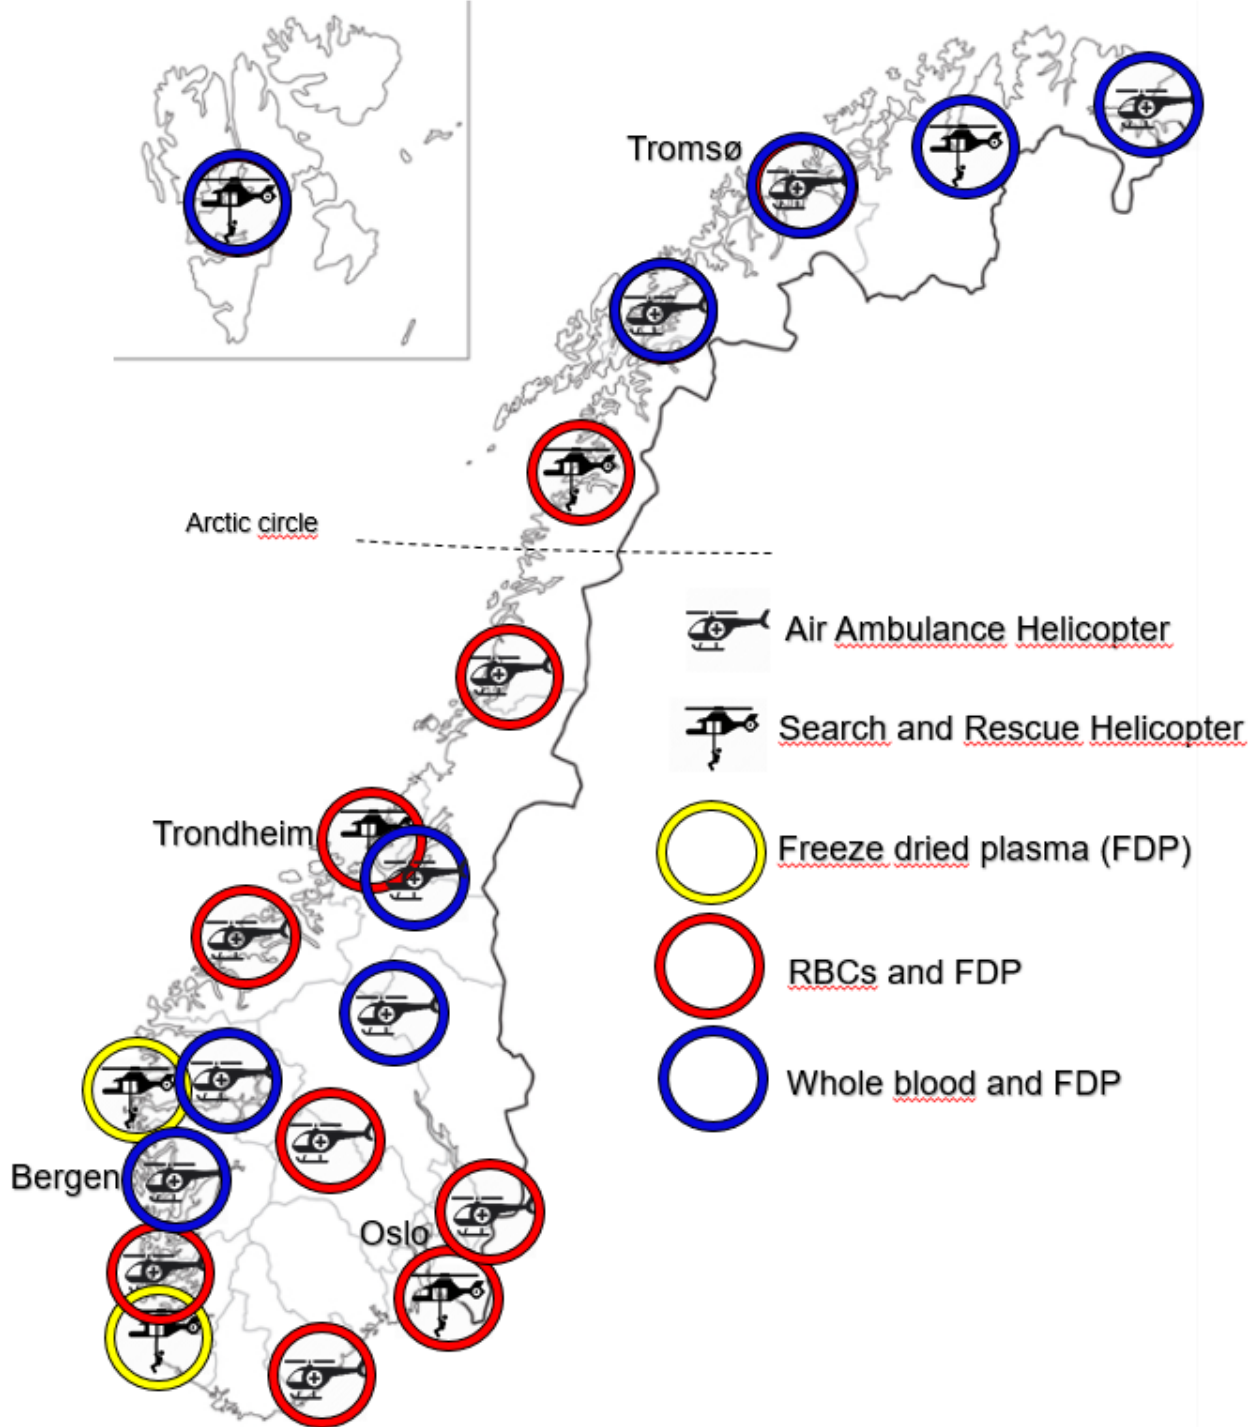 Tromsø
Arctic circle
Air Ambulance Helicopter
Search and Rescue Helicopter
Trondheim
Freeze dried plasma (FDP)
RBCs and FDP
Whole blood and FDP
Bergen
Oslo